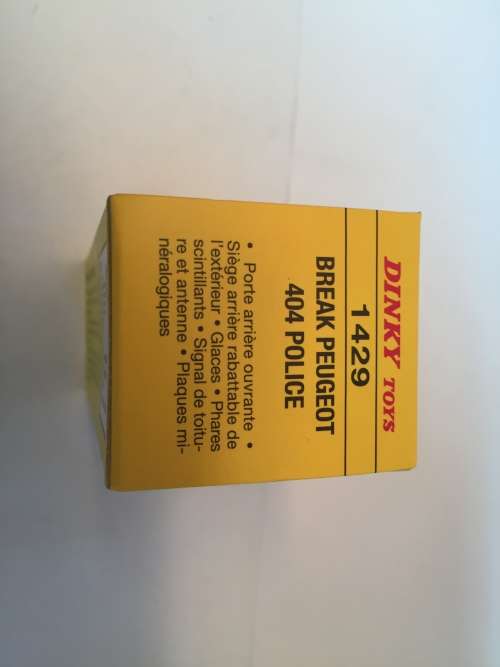 DINKY TOYS
1429
BREAK PEUGEOT
404 POLICE
• Porte arrière ouvrante •
Siège arrière rabattable de
l'extérieur • Glaces • Phares
scintillants • Signal de toitu-
re et antenne • Plaques mi-
néralogiques